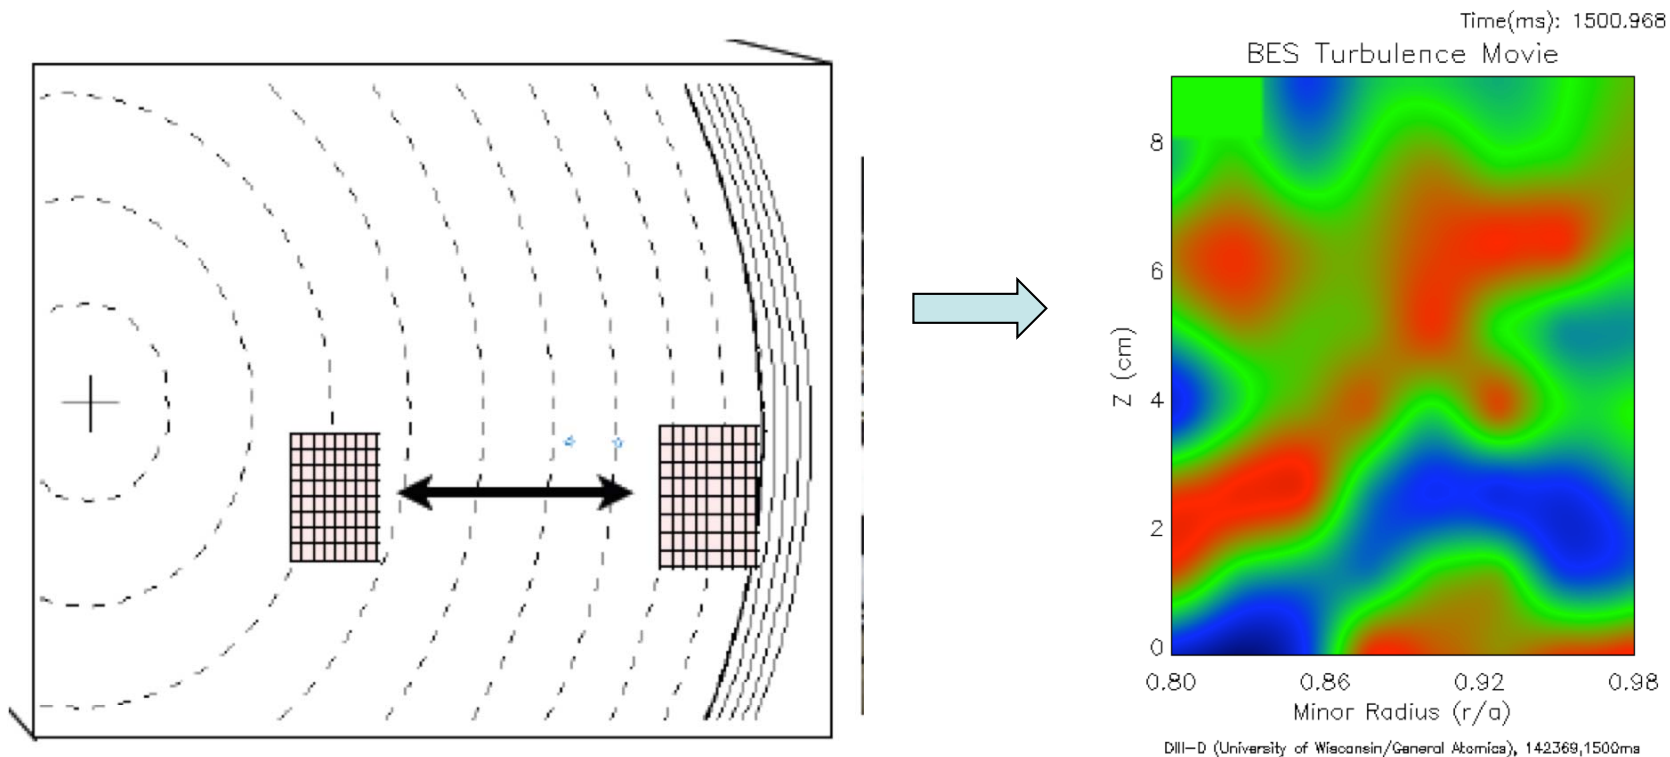 Time(ms): 1500.968
BES Turbulence Movie
8
6
4
2
0
Z (cm)
0.80 0.86 0.92 0.98
Minor Radius (r/a)
DIII-D (University of Wisconsin/General Atomics), 142369,1500ms